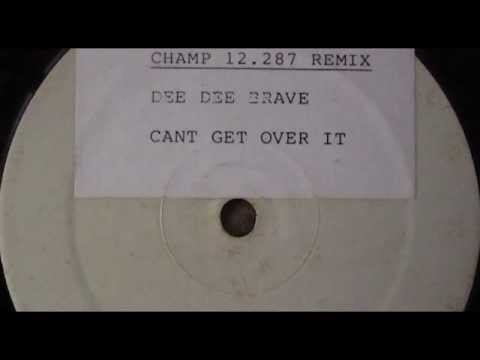 CHAMP 12.287 REMIX
DEE DEE BRAVE
CANT GET OVER IT